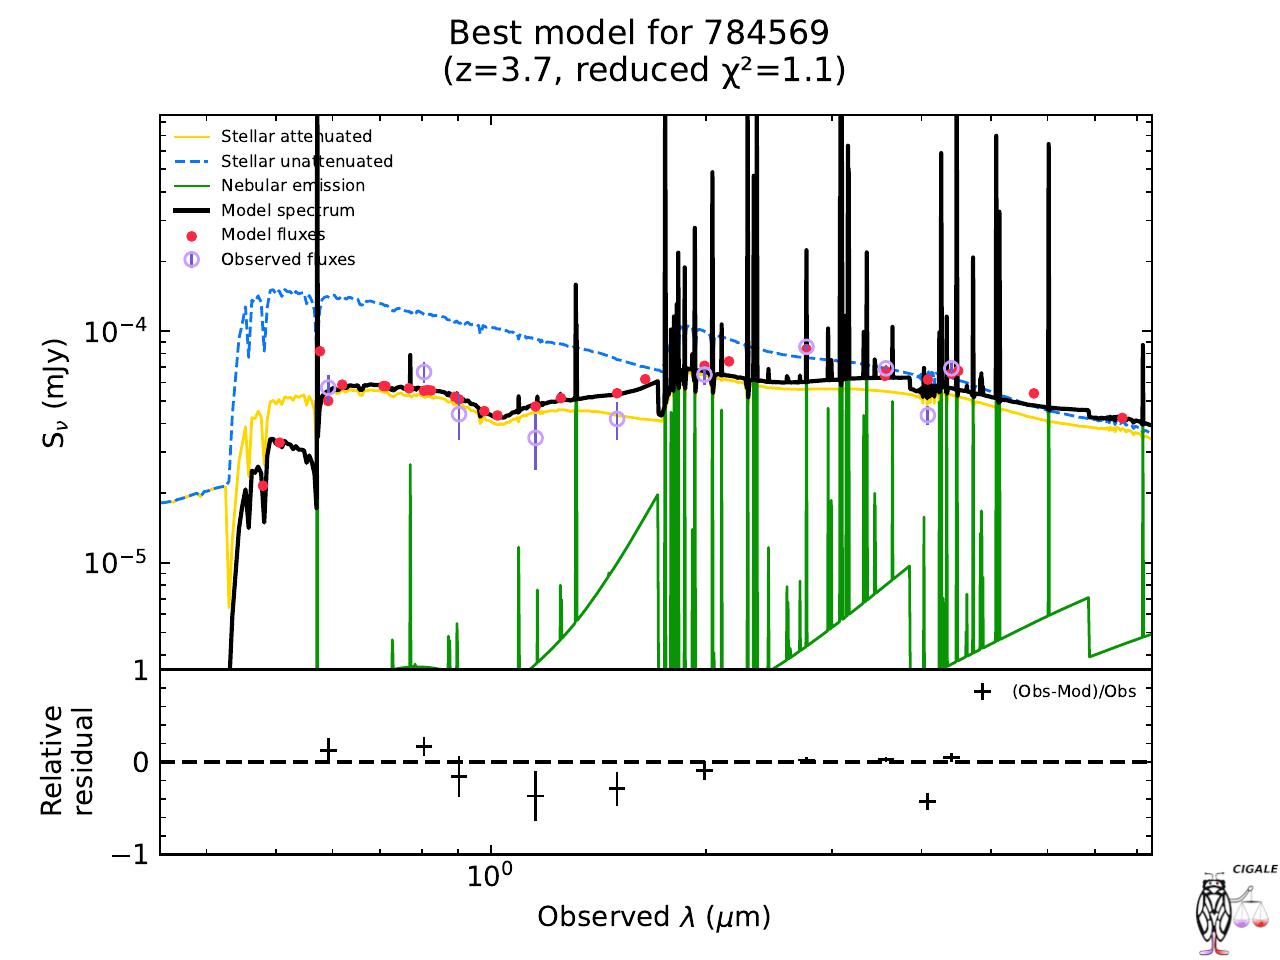 Best model for 784569
(z=3.7, reduced χ²=1.1)
Stellar attenuated
Stellar unattenuated
Nebular emission
Model spectrum
Model fluxes
Observed fluxes
10⁻⁴
10⁻⁵
S_ν (mJy)
1
0
−1
Relative
residual
(Obs-Mod)/Obs
10⁰
Observed λ (μm)
CIGALE